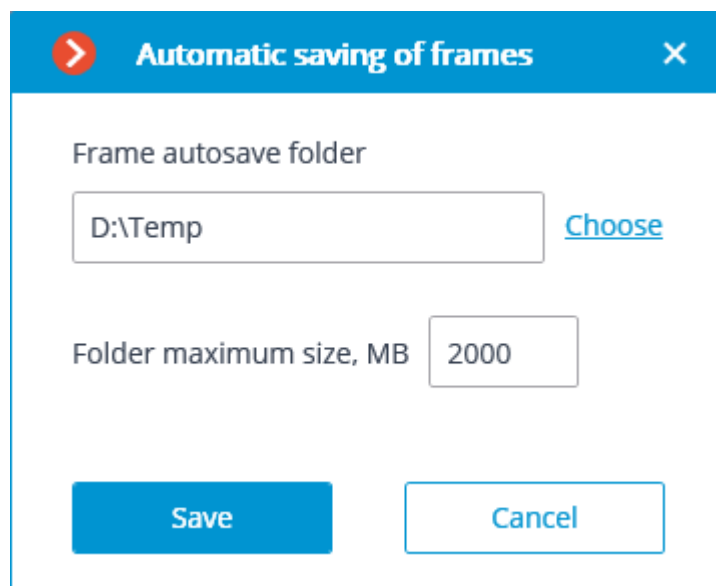 Automatic saving of frames
Frame autosave folder
D:\Temp
Choose
Folder maximum size, MB
2000
Save
Cancel